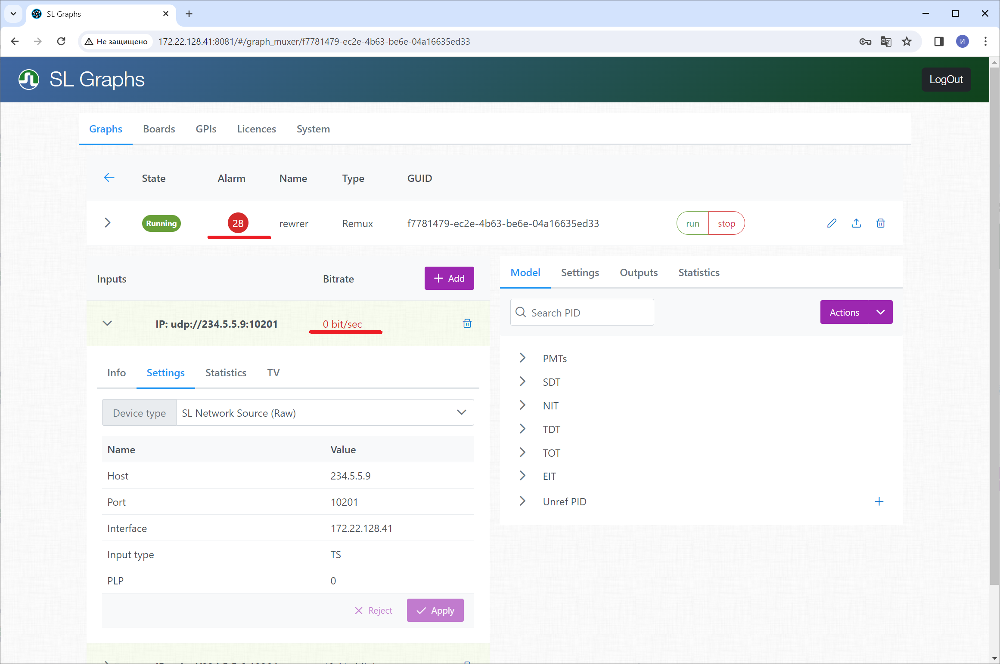 SL Graphs
Не защищено 172.22.128.41:8081/#/graph_muxer/f7781479-ec2e-4b63-be6e-04a16635ed33
И
SL Graphs LogOut
Graphs Boards GPIs Licences System
State Alarm Name Type GUID
Running 28 rewrer Remux f7781479-ec2e-4b63-be6e-04a16635ed33 run stop
Inputs Bitrate Add
IP: udp://234.5.5.9:10201 0 bit/sec
Info Settings Statistics TV
Device type SL Network Source (Raw)
Name Value
Host 234.5.5.9
Port 10201
Interface 172.22.128.41
Input type TS
PLP 0
Reject Apply
Model Settings Outputs Statistics
Search PID Actions
PMTs
SDT
NIT
TDT
TOT
EIT
Unref PID